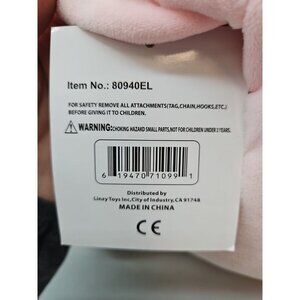 Item No.: 80940EL
FOR SAFETY REMOVE ALL ATTACHMENTS(TAG,CHAIN,HOOKS,ETC.)
BEFORE GIVING IT TO CHILDREN.
WARNING:CHOKING HAZARD SMALL PARTS,NOT FOR CHILDREN UNDER 3 YEARS.
6 19470 71099 1
Distributed by
Linzy Toys Inc,City of Industry,CA 91748
MADE IN CHINA
CE